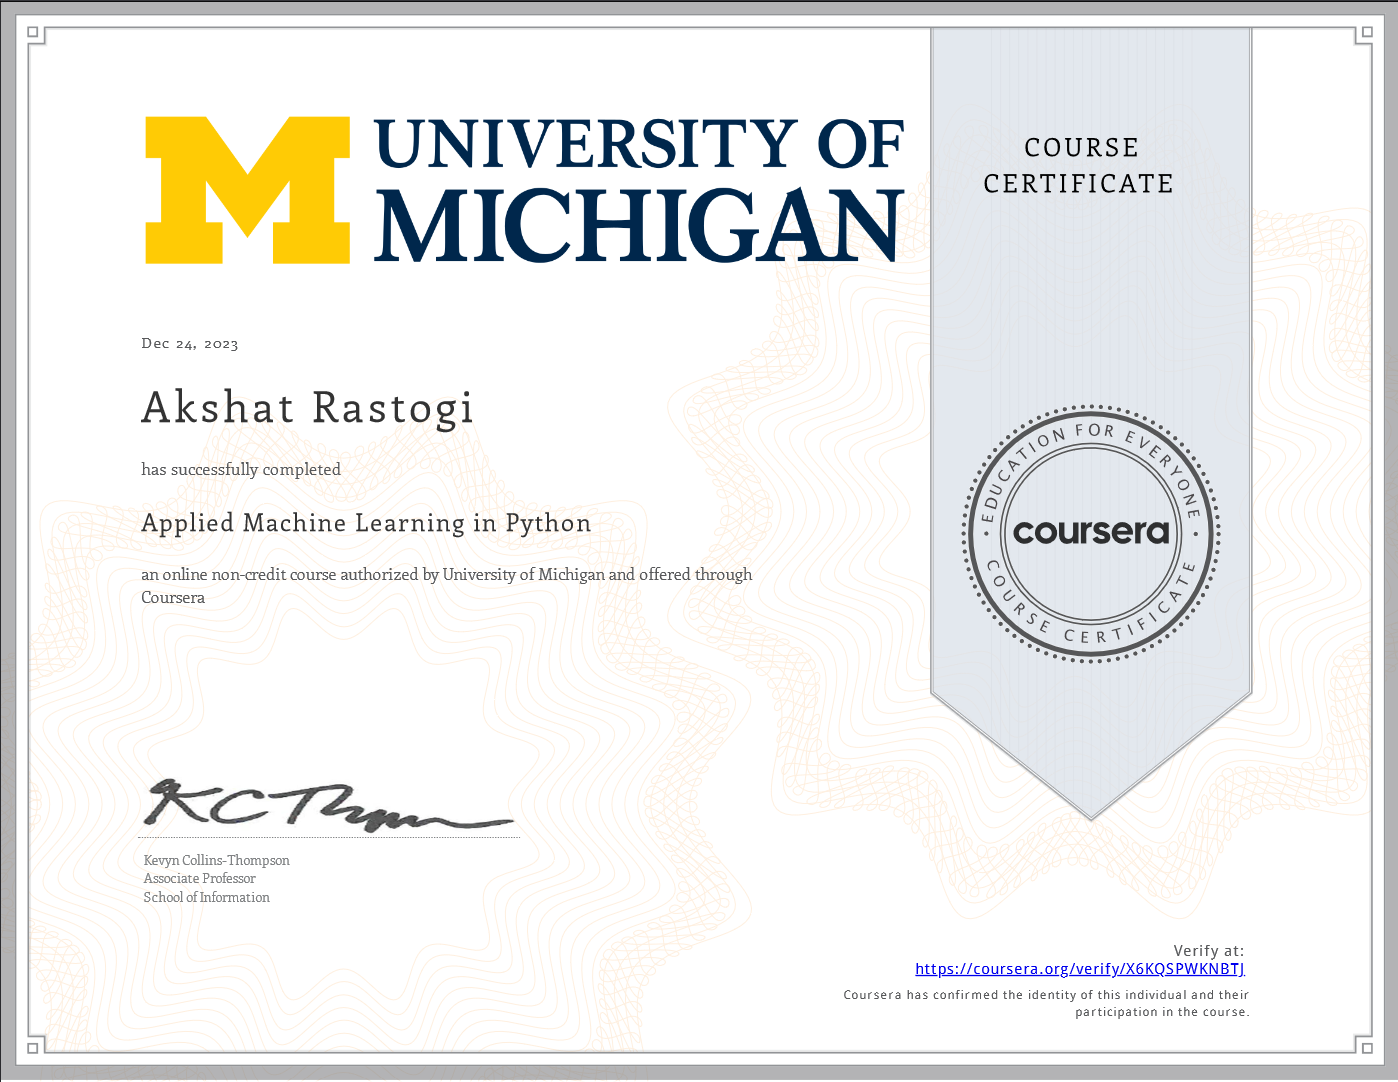 UNIVERSITY OF
MICHIGAN
COURSE
CERTIFICATE
Dec 24, 2023
Akshat Rastogi
has successfully completed
Applied Machine Learning in Python
an online non-credit course authorized by University of Michigan and offered through
Coursera
EDUCATION FOR EVERYONE
coursera
COURSE CERTIFICATE
KC Thompson
Kevyn Collins-Thompson
Associate Professor
School of Information
Verify at:
https://coursera.org/verify/X6KQSPWKNBTJ
Coursera has confirmed the identity of this individual and their
participation in the course.